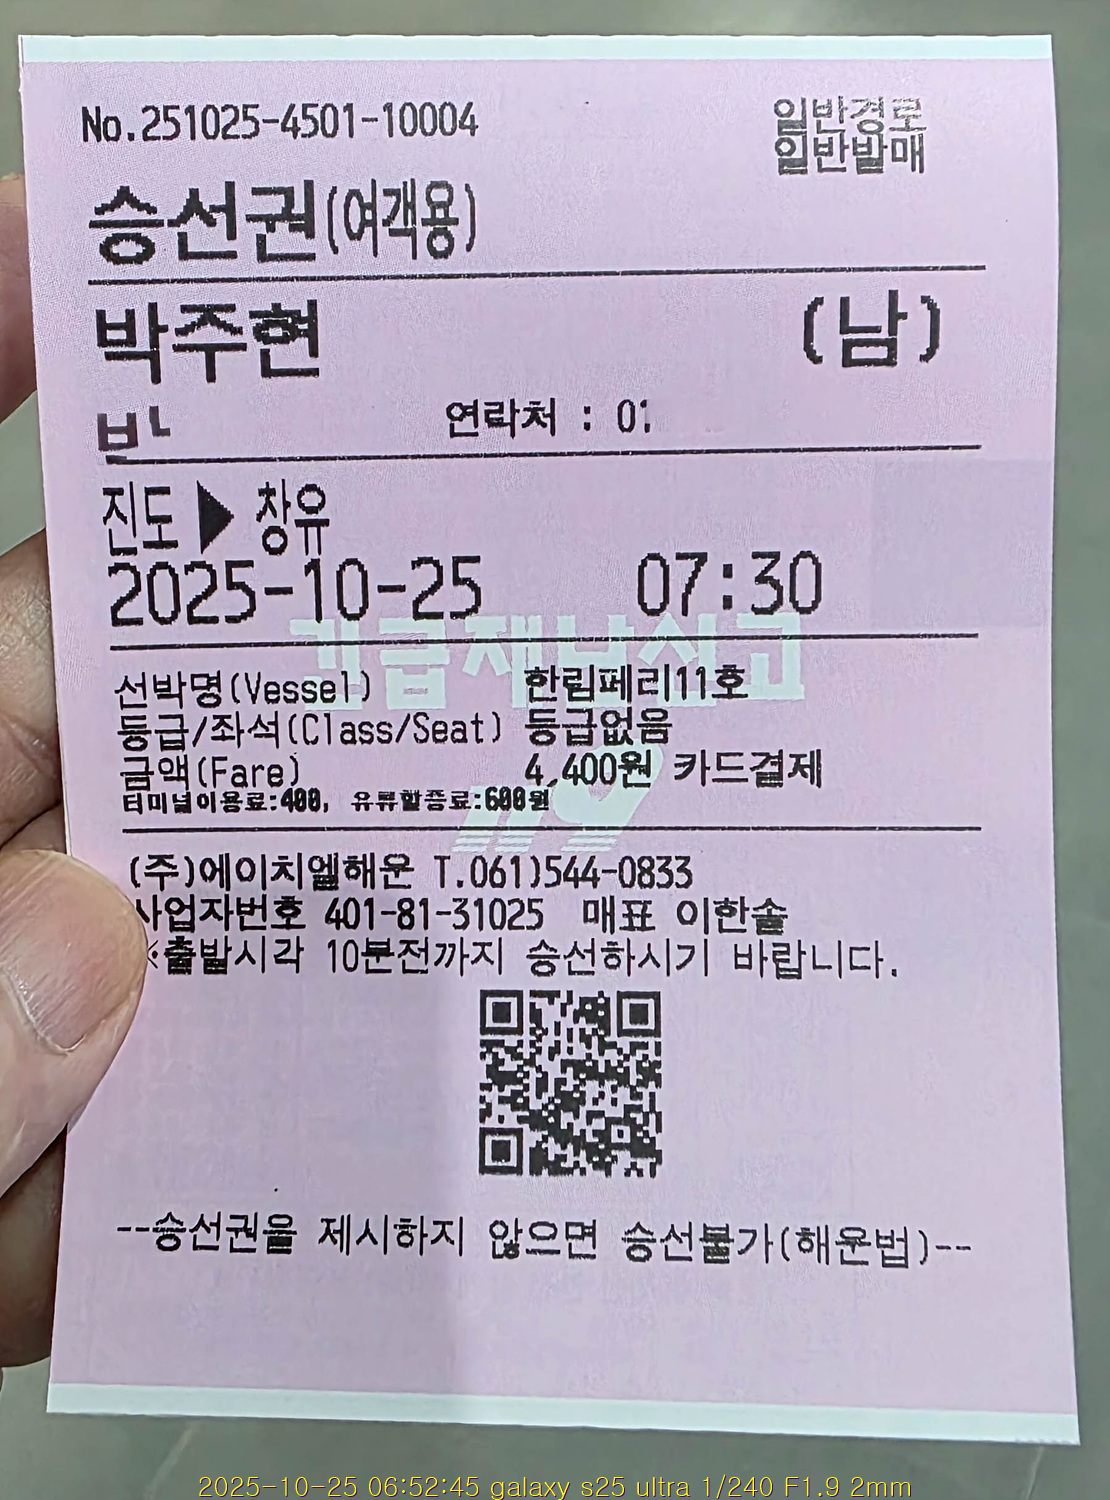 No.251025-4501-10004
일반경로
일반발매
승선권(여객용)
박주현 (남)
연락처 : 01
진도 ▶ 창유
2025-10-25 07:30
긴급재난신고
119
선박명(Vessel) 한림페리11호
등급/좌석(Class/Seat) 등급없음
금액(Fare) 4,400원 카드결제
터미널이용료:400, 유류할증료:600원
(주)에이치엘해운 T.061)544-0833
사업자번호 401-81-31025 매표 이한솔
※출발시각 10분전까지 승선하시기 바랍니다.
--승선권을 제시하지 않으면 승선불가(해운법)--
2025-10-25 06:52:45 galaxy s25 ultra 1/240 F1.9 2mm